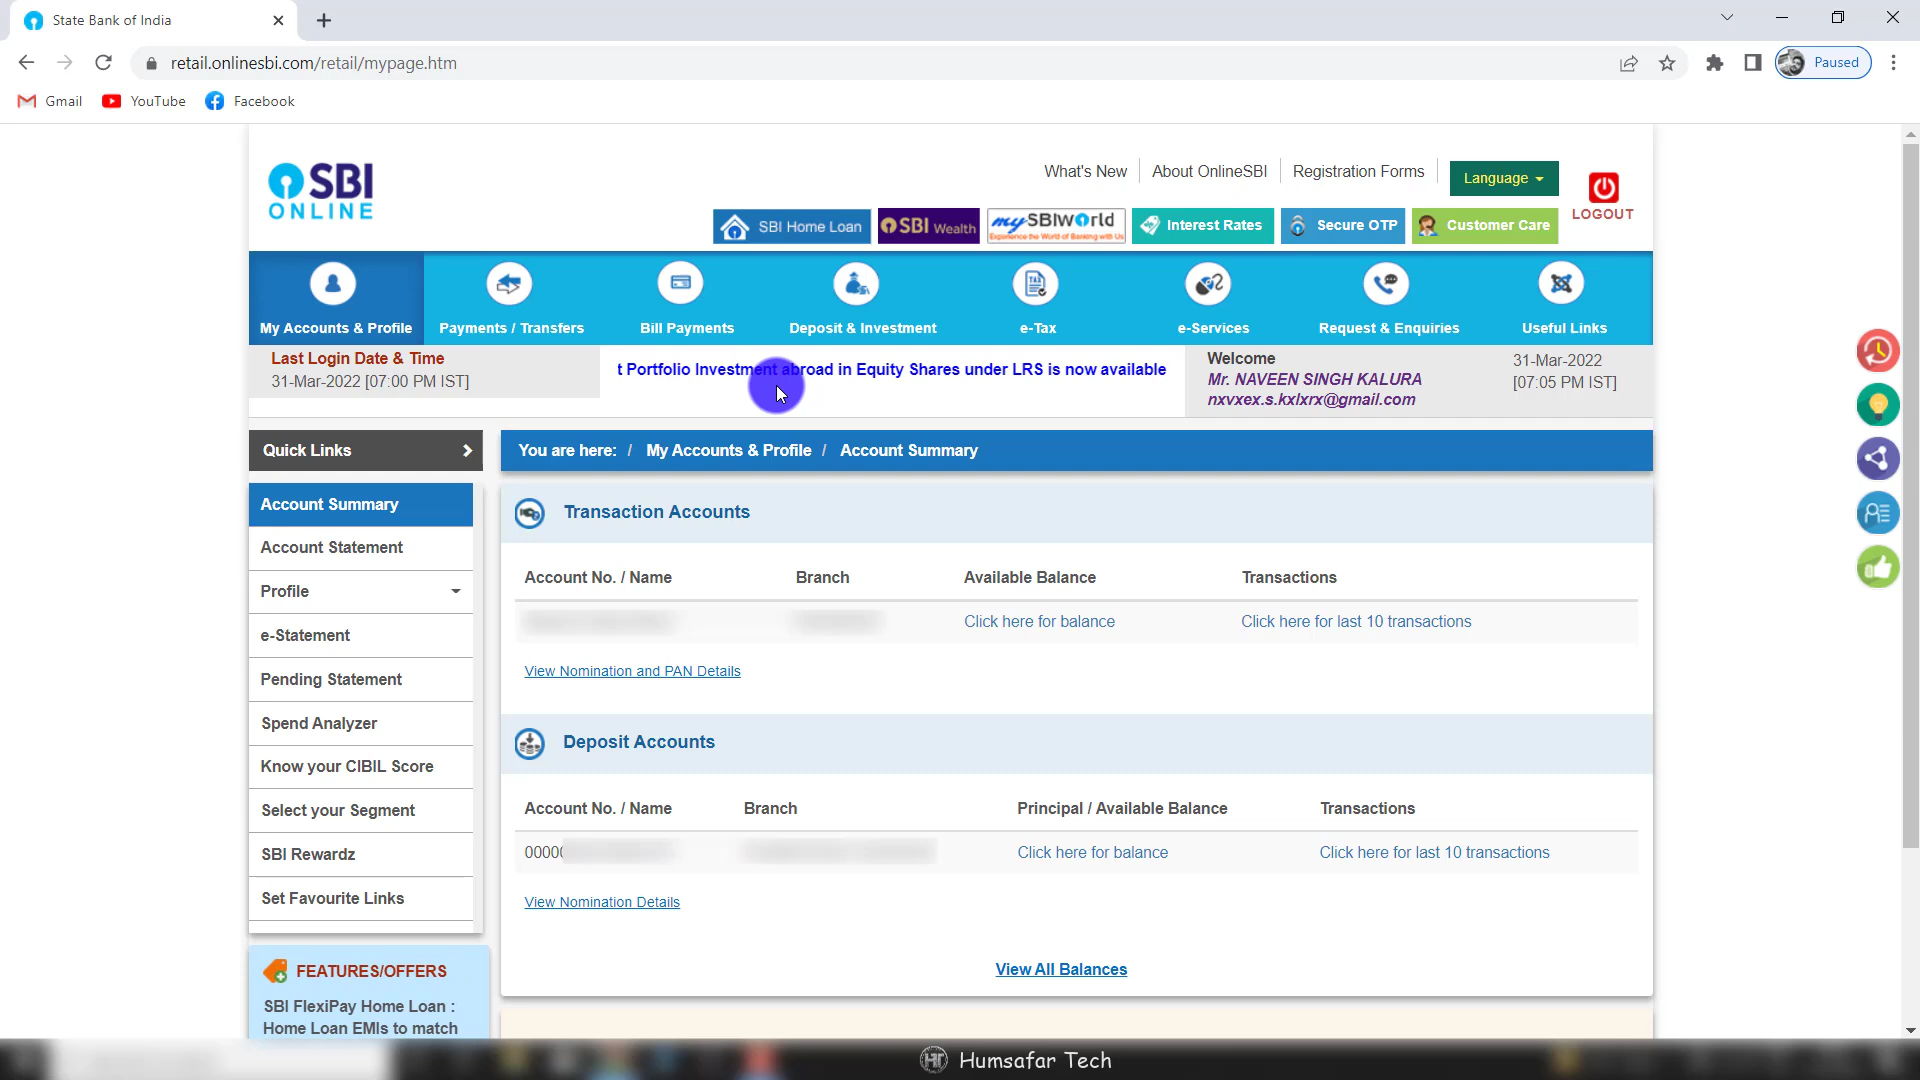 State Bank of India
retail.onlinesbi.com/retail/mypage.htm
Paused
Gmail YouTube Facebook
SBI
ONLINE
What's New About OnlineSBI Registration Forms Language
LOGOUT
SBI Home Loan SBI Wealth mySBIWorld Interest Rates Secure OTP Customer Care
Experience the World of Banking with Us
My Accounts & Profile Payments / Transfers Bill Payments Deposit & Investment e-Tax e-Services Request & Enquiries Useful Links
Last Login Date & Time
31-Mar-2022 [07:00 PM IST]
t Portfolio Investment abroad in Equity Shares under LRS is now available
Welcome
Mr. NAVEEN SINGH KALURA
nxvxex.s.kxlxrx@gmail.com
31-Mar-2022
[07:05 PM IST]
Quick Links
You are here: / My Accounts & Profile / Account Summary
Account Summary
Account Statement
Profile
e-Statement
Pending Statement
Spend Analyzer
Know your CIBIL Score
Select your Segment
SBI Rewardz
Set Favourite Links
Transaction Accounts
Account No. / Name Branch Available Balance Transactions
Click here for balance Click here for last 10 transactions
View Nomination and PAN Details
Deposit Accounts
Account No. / Name Branch Principal / Available Balance Transactions
0000 Click here for balance Click here for last 10 transactions
View Nomination Details
View All Balances
FEATURES/OFFERS
SBI FlexiPay Home Loan :
Home Loan EMIs to match
HT Humsafar Tech